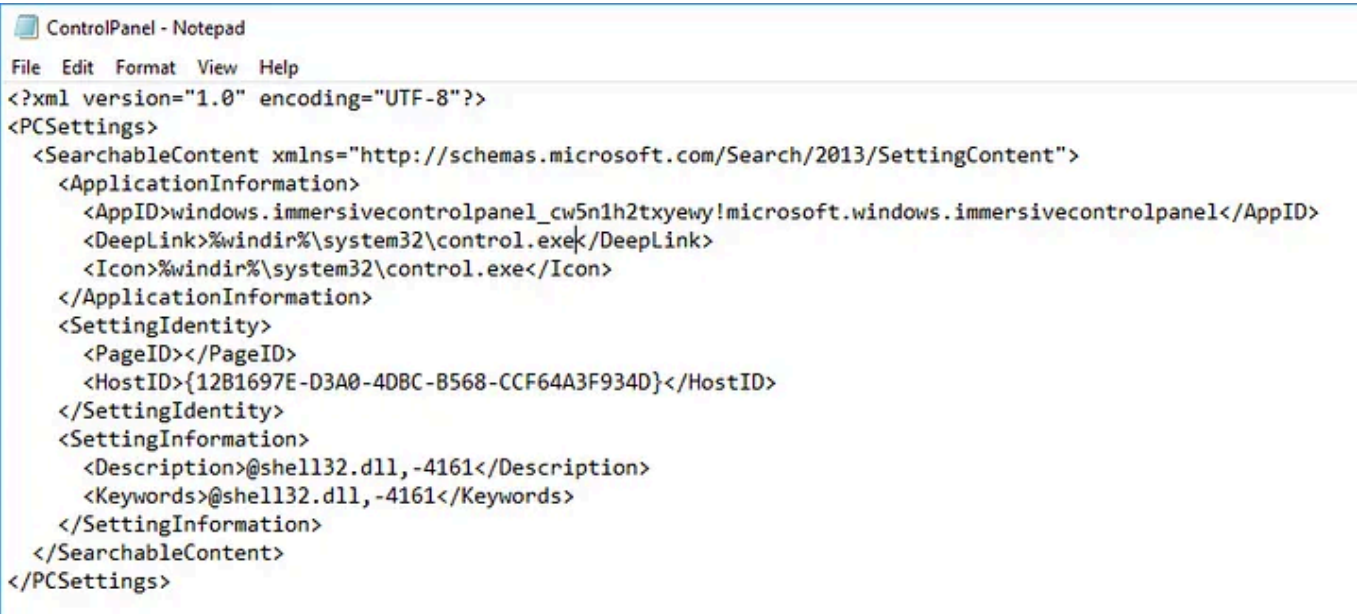 ControlPanel - Notepad
File Edit Format View Help
<?xml version="1.0" encoding="UTF-8"?>
<PCSettings>
<SearchableContent xmlns="http://schemas.microsoft.com/Search/2013/SettingContent">
<ApplicationInformation>
<AppID>windows.immersivecontrolpanel_cw5n1h2txyewy!microsoft.windows.immersivecontrolpanel</AppID>
<DeepLink>%windir%\system32\control.exe</DeepLink>
<Icon>%windir%\system32\control.exe</Icon>
</ApplicationInformation>
<SettingIdentity>
<PageID></PageID>
<HostID>{12B1697E-D3A0-4DBC-B568-CCF64A3F934D}</HostID>
</SettingIdentity>
<SettingInformation>
<Description>@shell32.dll,-4161</Description>
<Keywords>@shell32.dll,-4161</Keywords>
</SettingInformation>
</SearchableContent>
</PCSettings>